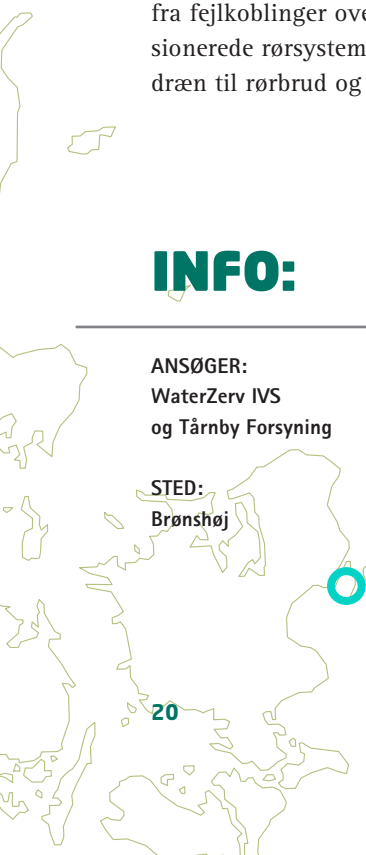 fra fejlkoblinger ove
sionerede rørsystem
dræn til rørbrud og
INFO:
ANSØGER:
WaterZerv IVS
og Tårnby Forsyning
STED:
Brønshøj
20